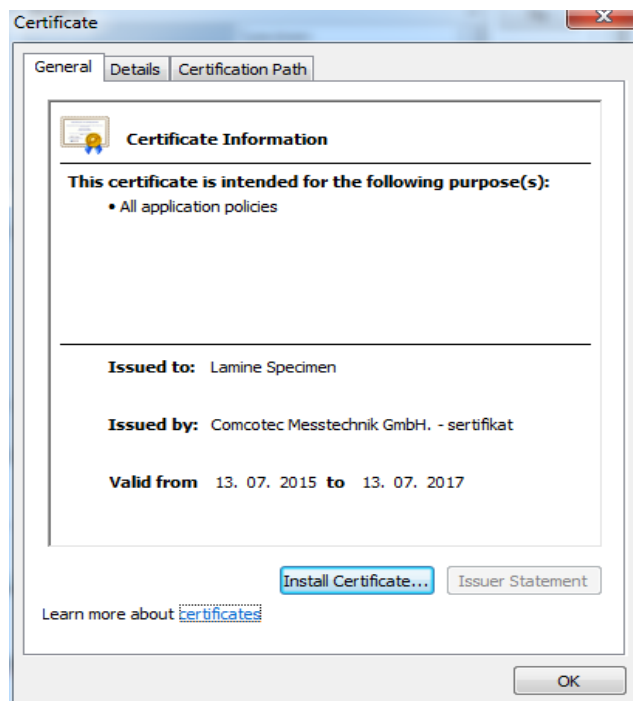 Certificate
General Details Certification Path
Certificate Information
This certificate is intended for the following purpose(s):
• All application policies
Issued to: Lamine Specimen
Issued by: Comcotec Messtechnik GmbH. - sertifikat
Valid from 13. 07. 2015 to 13. 07. 2017
Install Certificate... Issuer Statement
Learn more about certificates
OK